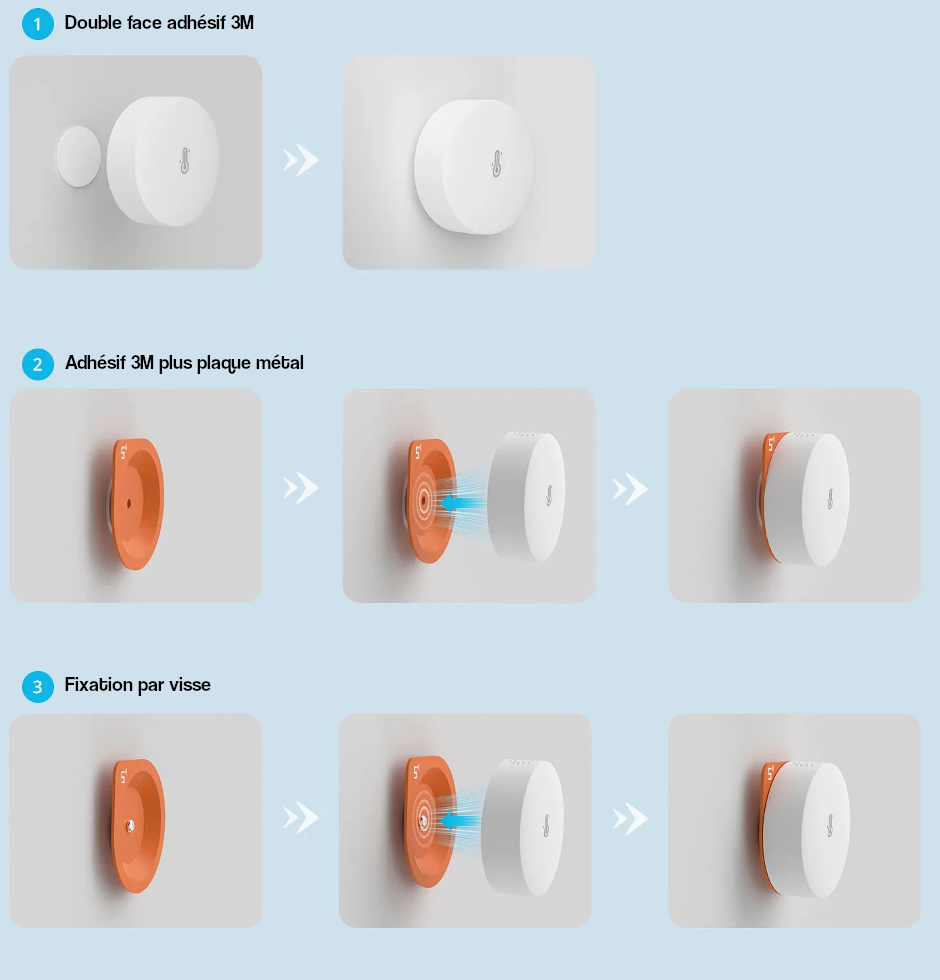 1 Double face adhésif 3M
2 Adhésif 3M plus plaque métal
3 Fixation par visse